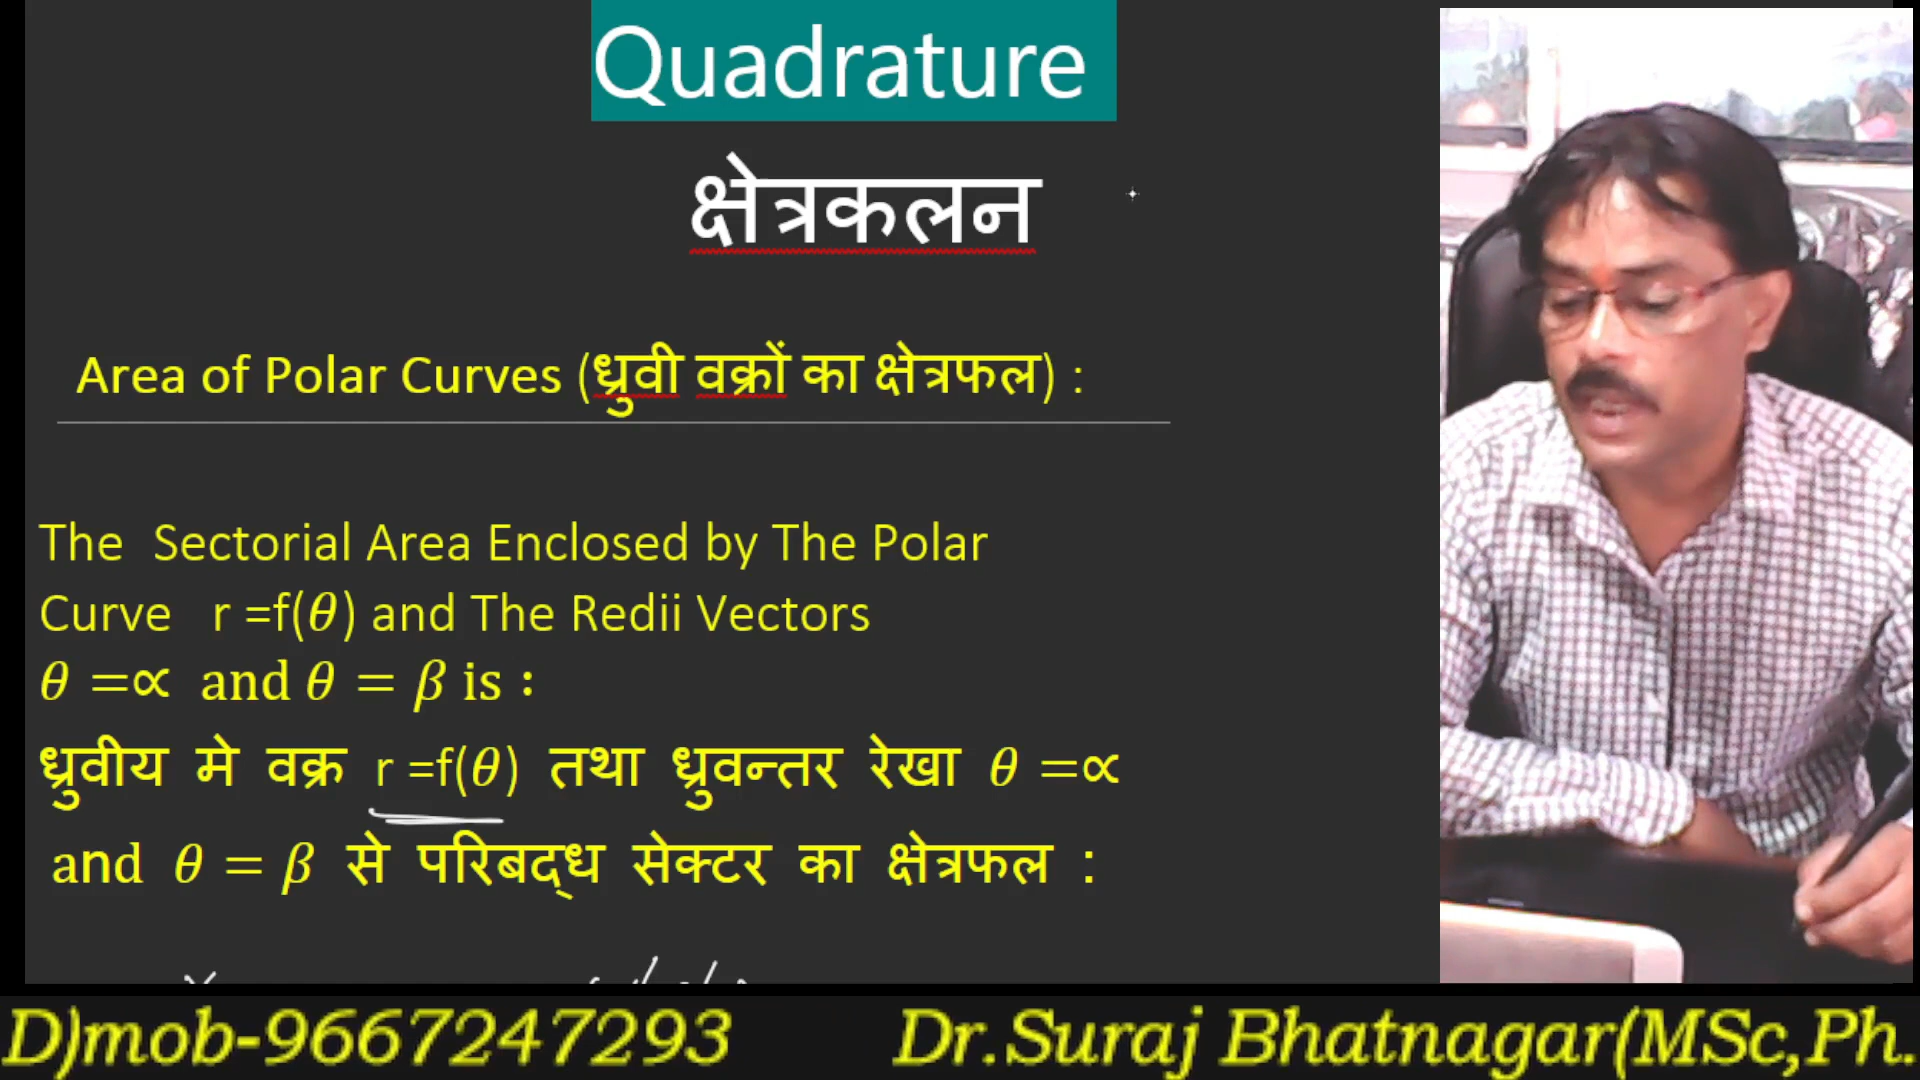 Quadrature
क्षेत्रकलन
Area of Polar Curves (ध्रुवी वक्रों का क्षेत्रफल) :
The Sectorial Area Enclosed by The Polar
Curve r =f(θ) and The Redii Vectors
θ =∝ and θ = β is :
ध्रुवीय मे वक्र r =f(θ) तथा ध्रुवन्तर रेखा θ =∝
and θ = β से परिबद्ध सेक्टर का क्षेत्रफल :
D)mob-9667247293 Dr.Suraj Bhatnagar(MSc,Ph.